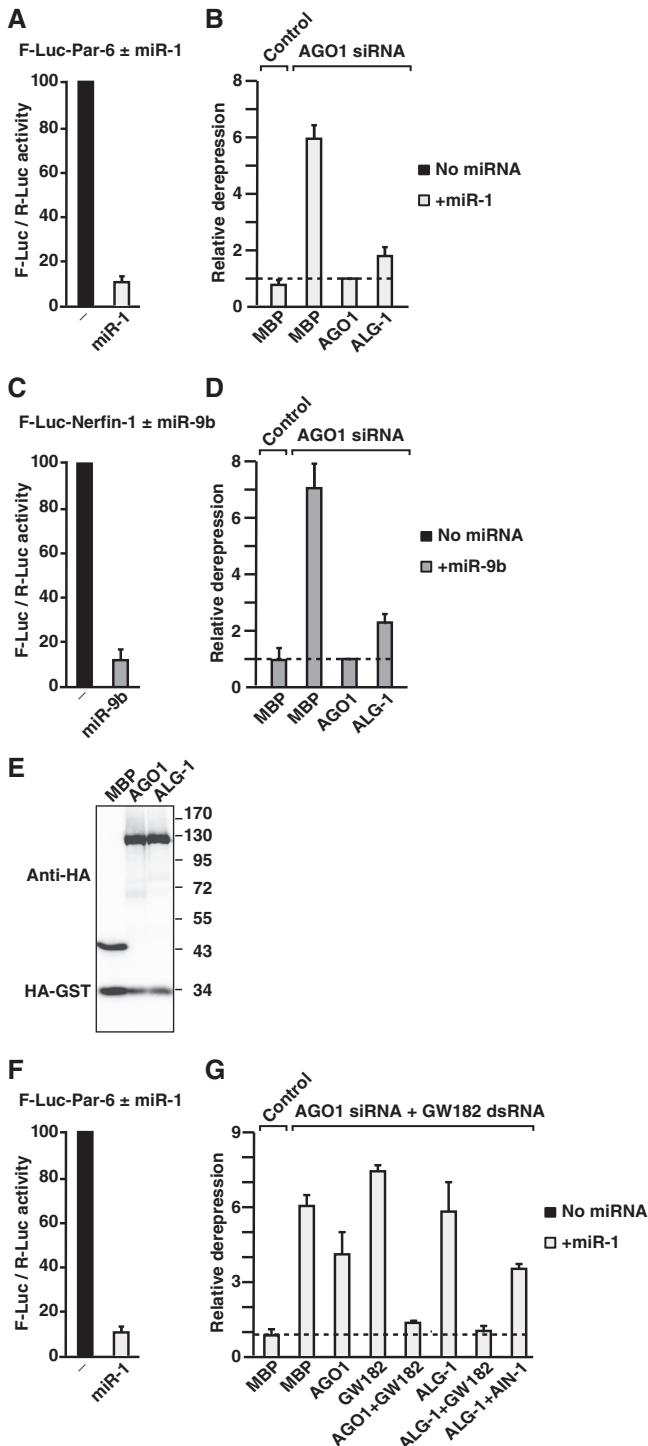 A
F-Luc-Par-6 ± miR-1
F-Luc / R-Luc activity
100
80
60
40
20
0
–
miR-1
B
Control
AGO1 siRNA
Relative derepression
8
6
4
2
0
MBP
MBP
AGO1
ALG-1
No miRNA
+miR-1
C
F-Luc-Nerfin-1 ± miR-9b
F-Luc / R-Luc activity
100
80
60
40
20
0
–
miR-9b
D
Control
AGO1 siRNA
Relative derepression
8
6
4
2
0
MBP
MBP
AGO1
ALG-1
No miRNA
+miR-9b
E
MBP
AGO1
ALG-1
Anti-HA
HA-GST
170
130
95
72
55
43
34
F
F-Luc-Par-6 ± miR-1
F-Luc / R-Luc activity
100
80
60
40
20
0
–
miR-1
G
Control
AGO1 siRNA + GW182 dsRNA
Relative derepression
9
6
3
0
MBP
MBP
AGO1
GW182
AGO1+GW182
ALG-1
ALG-1+GW182
ALG-1+AIN-1
No miRNA
+miR-1